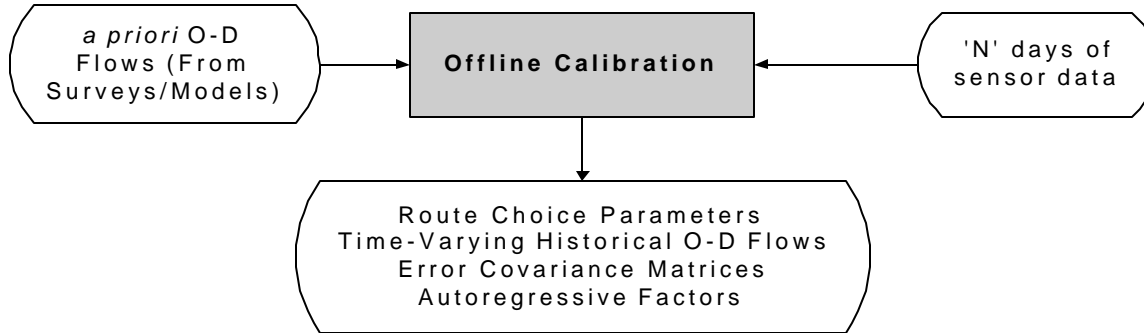 a priori O-D
Flows (From
Surveys/Models)
Offline Calibration
'N' days of
sensor data
Route Choice Parameters
Time-Varying Historical O-D Flows
Error Covariance Matrices
Autoregressive Factors